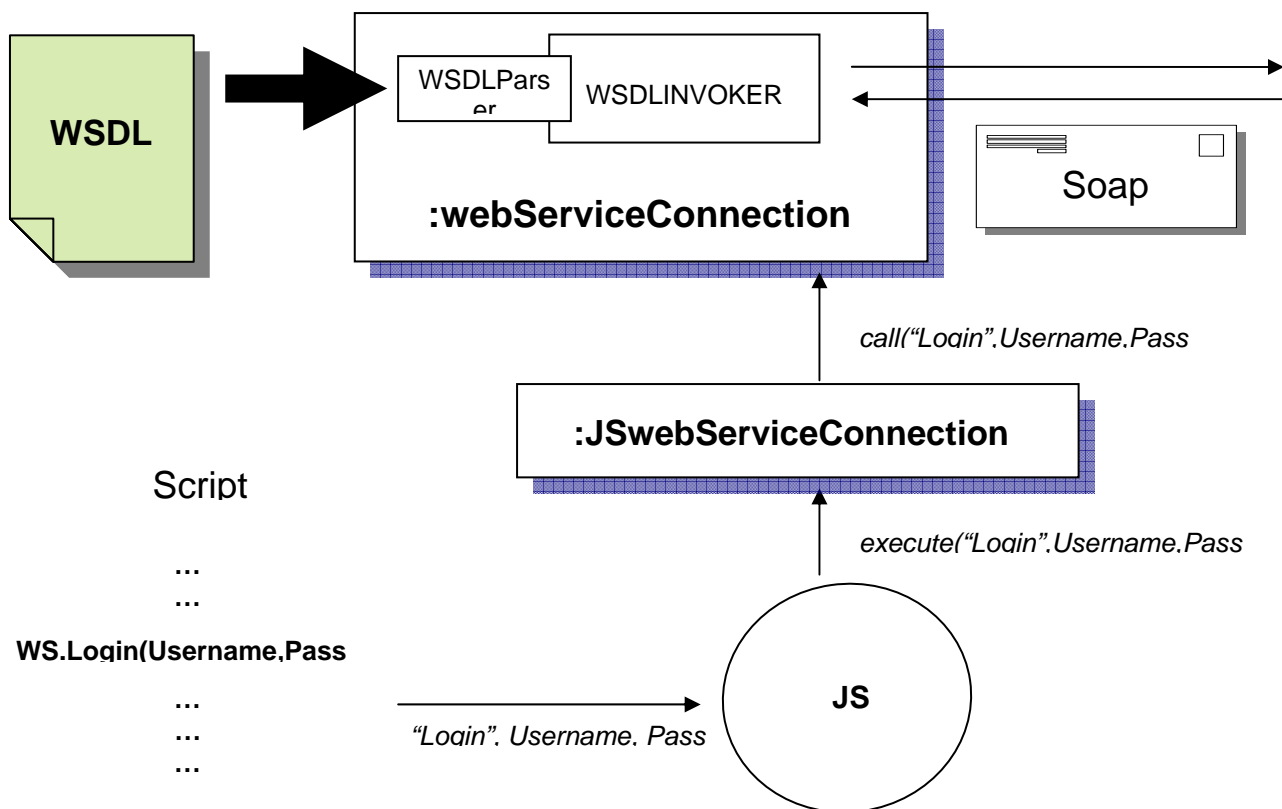 WSDL
WSDLPars
er
WSDLINVOKER
:webServiceConnection
Soap
call(“Login”,Username,Pass
:JSwebServiceConnection
Script
execute(“Login”,Username,Pass
...
...
WS.Login(Username,Pass
...
...
...
“Login”, Username, Pass
JS